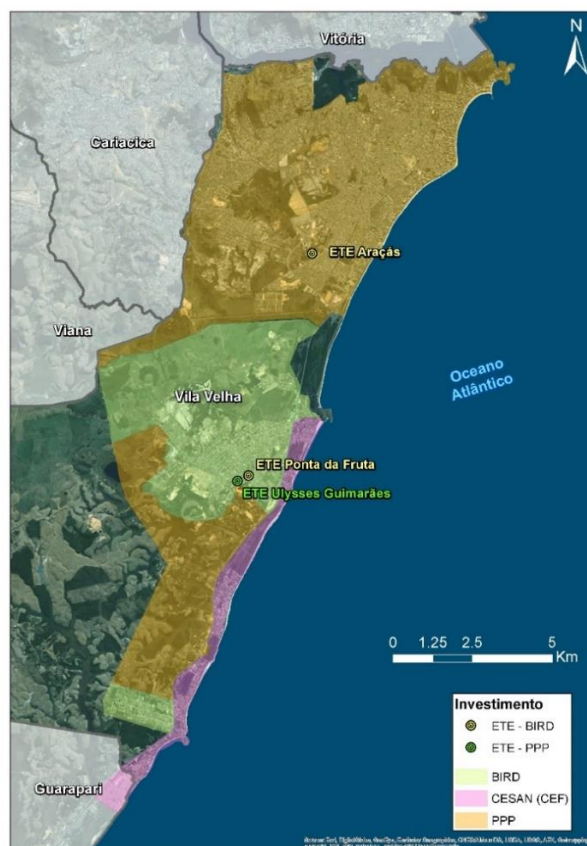 Vitória
N
Cariacica
ETE Araçás
Viana
Oceano
Atlântico
Vila Velha
ETE Ponta da Fruta
ETE Ulysses Guimarães
0 1.25 2.5 5
Km
Investimento
ETE - BIRD
ETE - PPP
BIRD
CESAN (CEF)
PPP
Guarapari